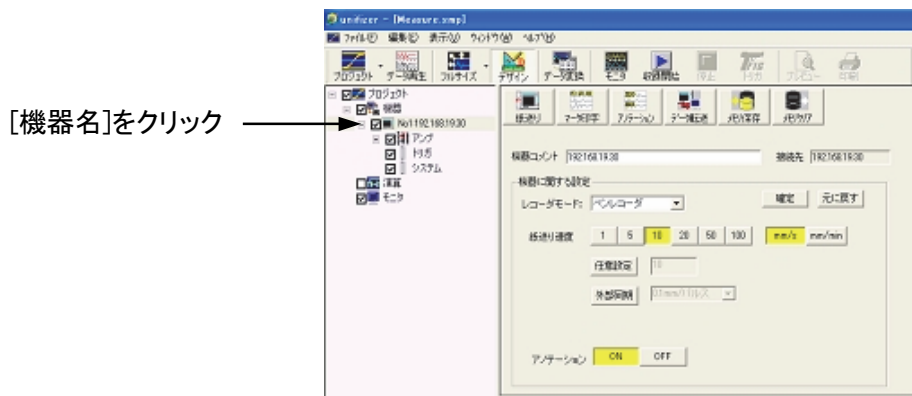 unifizer - [Measure.xmp]
ファイル(F) 編集(E) 表示(V) ウィンドウ(W) ヘルプ(H)
プロジェクト データ再生 フルサイズ デザイン データ変換 モニタ 収録開始 停止 トリガ プレビュー 印刷
[機器名]をクリック
プロジェクト
機器
No1 192.168.19.30
アンプ
トリガ
システム
演算
モニタ
紙送り マーク印字 アノテーション データ転送 メモリ保存 メモリクリア
機器コメント 192.168.19.30 接続先 192.168.19.30
機器に関する設定
レコーダモード: ペンレコーダ 確定 元に戻す
紙送り速度 1 5 10 20 50 100 mm/s mm/min
任意設定 10
外部同期 0.1mm/1パルス
アノテーション ON OFF